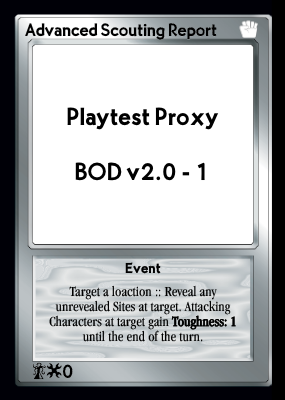 Advanced Scouting Report
Playtest Proxy
BOD v2.0 - 1
Event
Target a loaction :: Reveal any
unrevealed Sites at target. Attacking
Characters at target gain Toughness: 1
until the end of the turn.
0